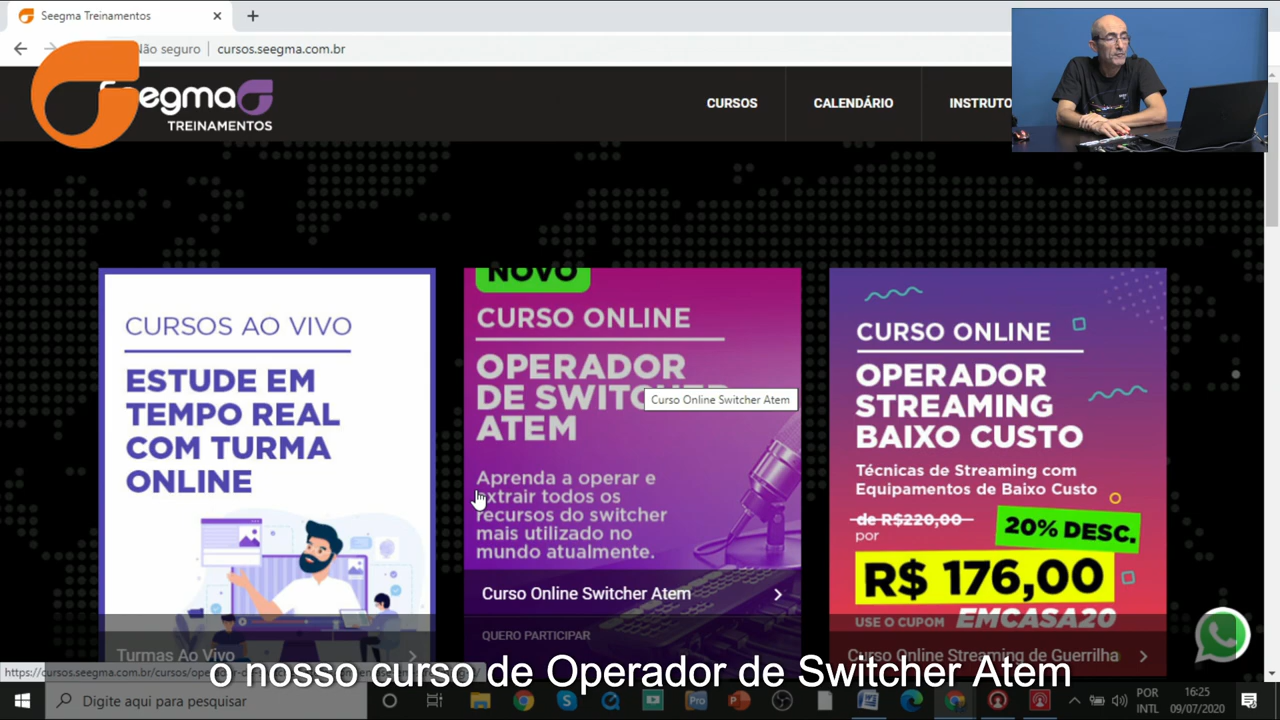 Seegma Treinamentos
Não seguro
cursos.seegma.com.br
Seegma
TREINAMENTOS
CURSOS
CALENDÁRIO
CURSOS AO VIVO
ESTUDE EM
TEMPO REAL
COM TURMA
ONLINE
Turmas Ao Vivo
NOVO
CURSO ONLINE
OPERADOR
DE SWITCHER
ATEM
Curso Online Switcher Atem
Aprenda a operar e
extrair todos os
recursos do switcher
mais utilizado no
mundo atualmente.
Curso Online Switcher Atem
QUERO PARTICIPAR
CURSO ONLINE
OPERADOR
STREAMING
BAIXO CUSTO
Técnicas de Streaming com
Equipamentos de Baixo Custo
de R$220,00
por
20% DESC.
R$ 176,00
USE O CUPOM EMCASA20
Curso Online Streaming de Guerrilha
o nosso curso de Operador de Switcher Atem
Digite aqui para pesquisar
Pro
POR
INTL
16:25
09/07/2020